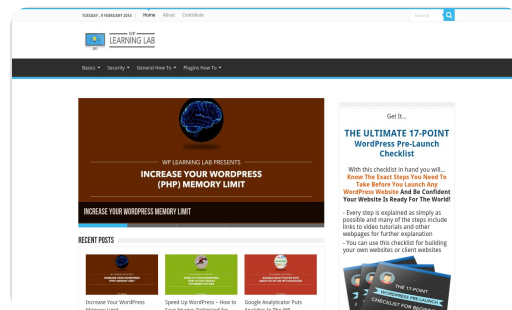 TUESDAY , 9 FEBRUARY 2016
Home About Contribute
Search
WP
LEARNING LAB
Basics Security General How To Plugins How To
WP LEARNING LAB PRESENTS
INCREASE YOUR WORDPRESS
(PHP) MEMORY LIMIT
INCREASE YOUR WORDPRESS MEMORY LIMIT
RECENT POSTS
Increase Your WordPress
Memory Limit
Speed Up WordPress – How to
Google Analyticator Puts
Get It...
THE ULTIMATE 17-POINT
WordPress Pre-Launch
Checklist
With this checklist in hand you will...
Know The Exact Steps You Need To
Take Before You Launch Any
WordPress Website And Be Confident
Your Website Is Ready For The World!
- Every step is explained as simply as
possible and many of the steps include
links to video tutorials and other
webpages for further explanation
- You can use this checklist for building
your own websites or client websites
THE 17-POINT
WORDPRESS PRE-LAUNCH
CHECKLIST FOR BEGINN